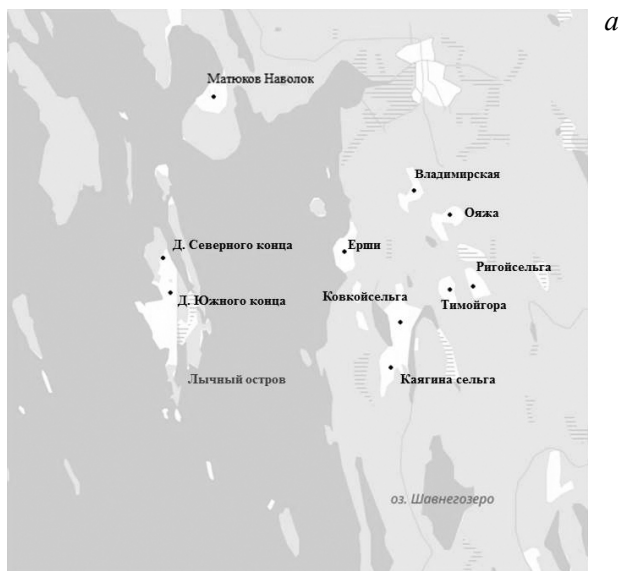 а
Матюков Наволок
Владимирская
Ояжа
Д. Северного конца
Ерши
Ригойсельга
Д. Южного конца
Ковкойсельга
Тимойгора
Каягина сельга
Лычный остров
оз. Шавнегозеро